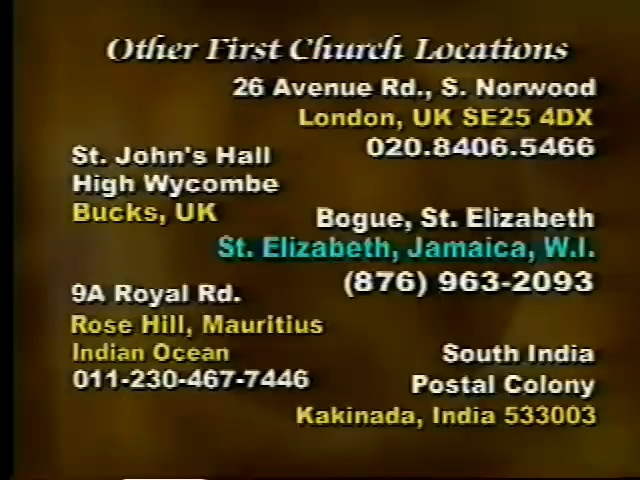 Other First Church Locations
26 Avenue Rd., S. Norwood
London, UK SE25 4DX
020.8406.5466
St. John's Hall
High Wycombe
Bucks, UK
Bogue, St. Elizabeth
St. Elizabeth, Jamaica, W.I.
(876) 963-2093
9A Royal Rd.
Rose Hill, Mauritius
Indian Ocean
011-230-467-7446
South India
Postal Colony
Kakinada, India 533003